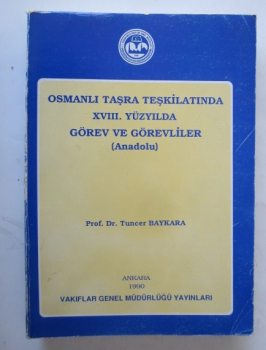 OSMANLI TAŞRA TEŞKİLATINDA
XVIII. YÜZYILDA
GÖREV VE GÖREVLİLER
(Anadolu)
Prof. Dr. Tuncer BAYKARA
ANKARA
1990
VAKIFLAR GENEL MÜDÜRLÜĞÜ YAYINLARI